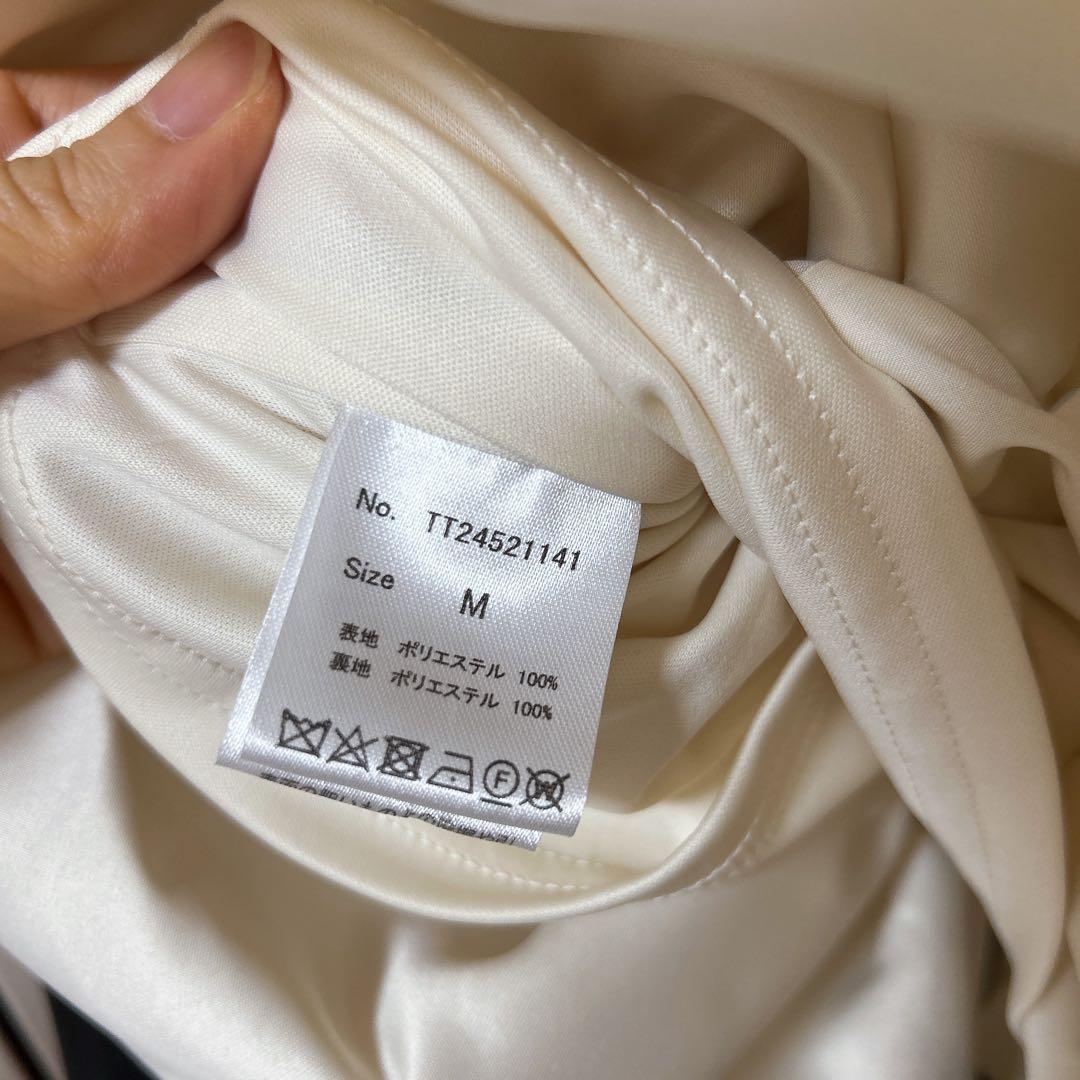 No. TT24521141
Size M
表地 ポリエステル 100%
裏地 ポリエステル 100%
F
W